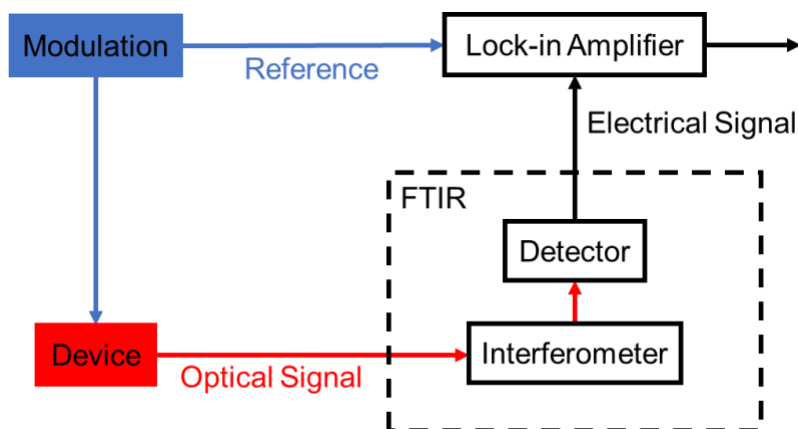 Modulation
Lock-in Amplifier
Reference
Electrical Signal
FTIR
Detector
Device
Interferometer
Optical Signal